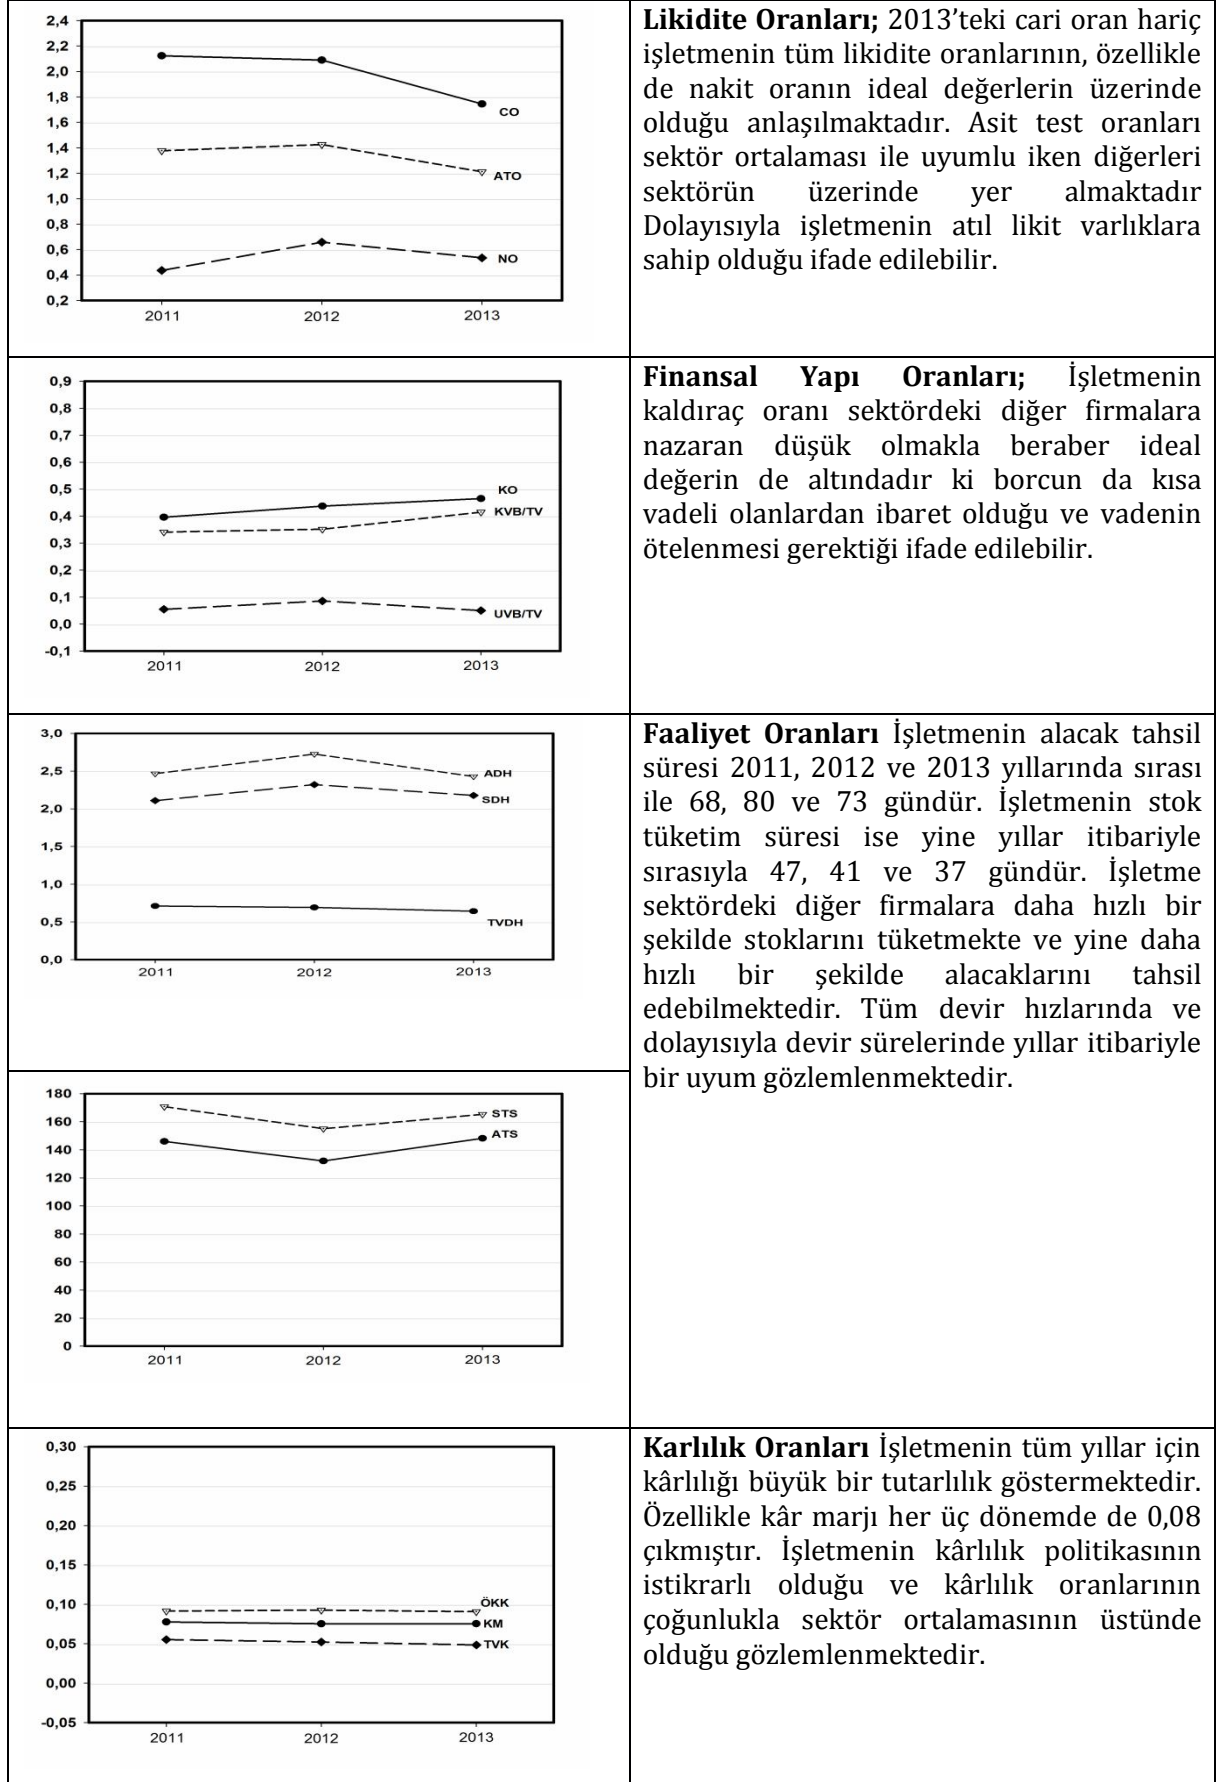 2,4
2,2
2,0
1,8
1,6
1,4
1,2
1,0
0,8
0,6
0,4
0,2
CO
ATO
NO
2011 2012 2013
Likidite Oranları; 2013’teki cari oran hariç
işletmenin tüm likidite oranlarının, özellikle
de nakit oranın ideal değerlerin üzerinde
olduğu anlaşılmaktadır. Asit test oranları
sektör ortalaması ile uyumlu iken diğerleri
sektörün üzerinde yer almaktadır
Dolayısıyla işletmenin atıl likit varlıklara
sahip olduğu ifade edilebilir.
0,9
0,8
0,7
0,6
0,5
0,4
0,3
0,2
0,1
0,0
-0,1
KO
KVB/TV
UVB/TV
2011 2012 2013
Finansal Yapı Oranları; İşletmenin
kaldıraç oranı sektördeki diğer firmalara
nazaran düşük olmakla beraber ideal
değerin de altındadır ki borcun da kısa
vadeli olanlardan ibaret olduğu ve vadenin
ötelenmesi gerektiği ifade edilebilir.
3,0
2,5
2,0
1,5
1,0
0,5
0,0
ADH
SDH
TVDH
2011 2012 2013
Faaliyet Oranları İşletmenin alacak tahsil
süresi 2011, 2012 ve 2013 yıllarında sırası
ile 68, 80 ve 73 gündür. İşletmenin stok
tüketim süresi ise yine yıllar itibariyle
sırasıyla 47, 41 ve 37 gündür. İşletme
sektördeki diğer firmalara daha hızlı bir
şekilde stoklarını tüketmekte ve yine daha
hızlı bir şekilde alacaklarını tahsil
edebilmektedir. Tüm devir hızlarında ve
dolayısıyla devir sürelerinde yıllar itibariyle
bir uyum gözlemlenmektedir.
180
160
140
120
100
80
60
40
20
0
STS
ATS
2011 2012 2013
0,30
0,25
0,20
0,15
0,10
0,05
0,00
-0,05
ÖKK
KM
TVK
2011 2012 2013
Karlılık Oranları İşletmenin tüm yıllar için
kârlılığı büyük bir tutarlılık göstermektedir.
Özellikle kâr marjı her üç dönemde de 0,08
çıkmıştır. İşletmenin kârlılık politikasının
istikrarlı olduğu ve kârlılık oranlarının
çoğunlukla sektör ortalamasının üstünde
olduğu gözlemlenmektedir.